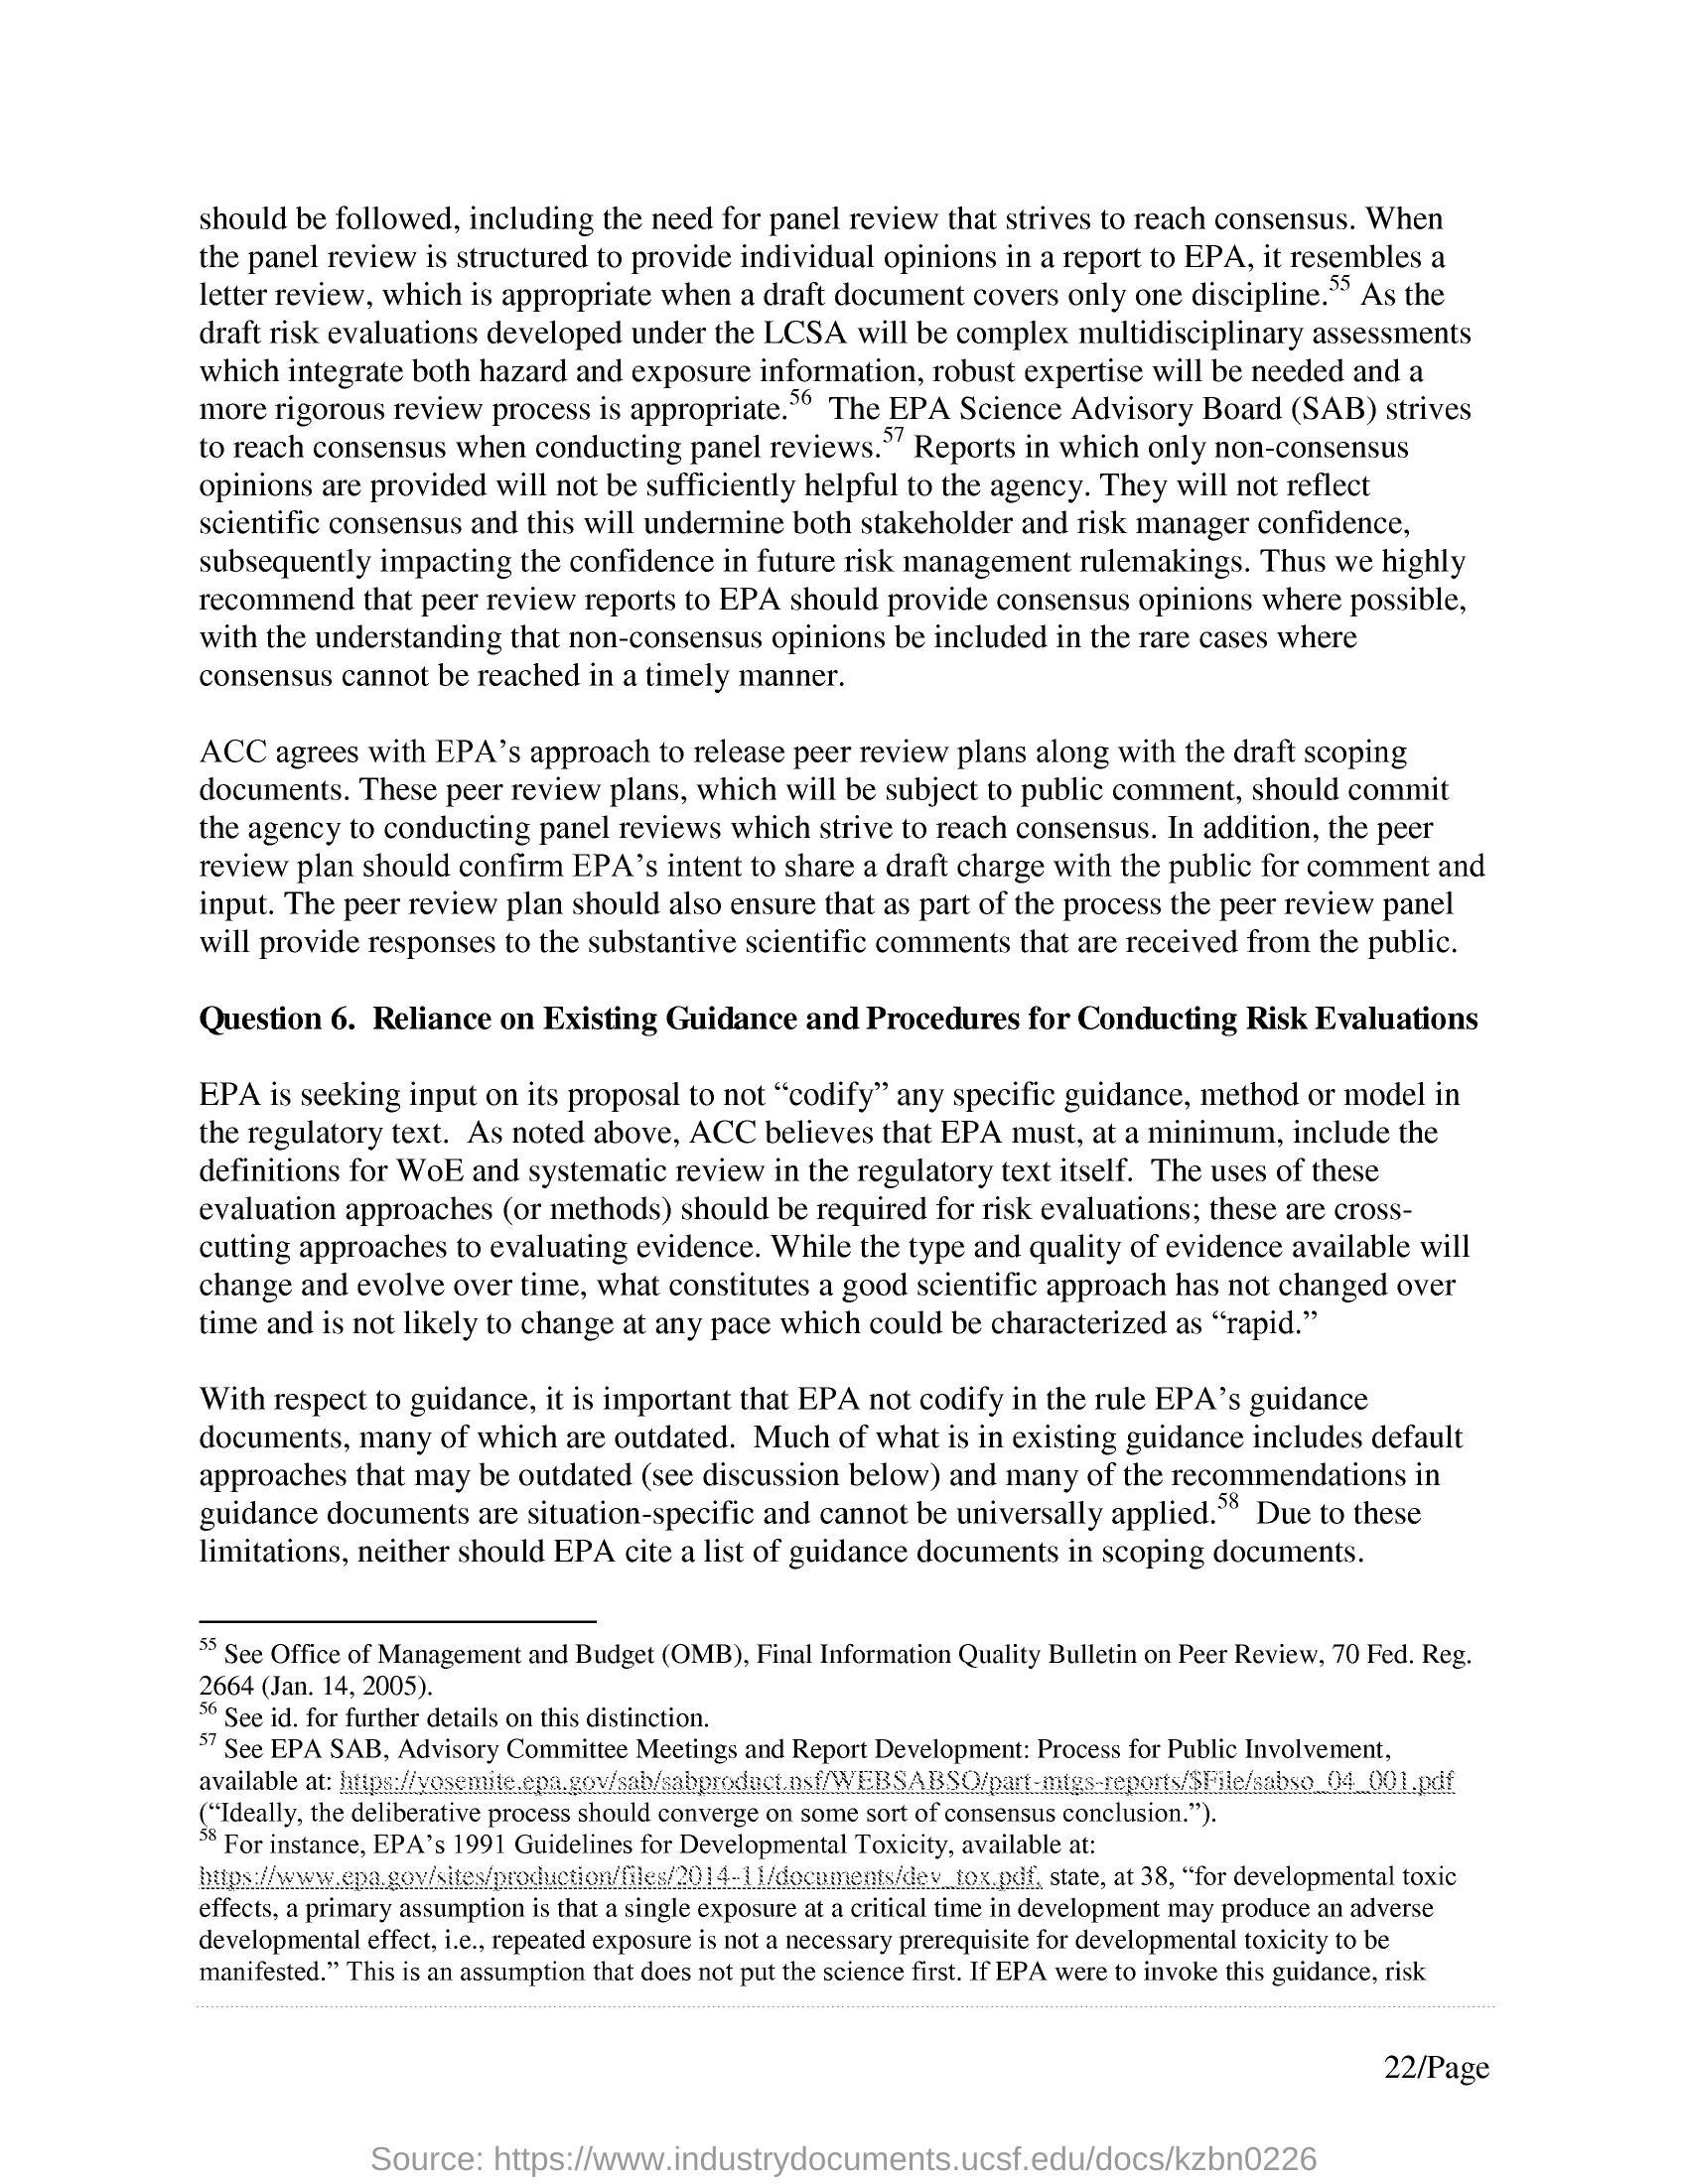 should be followed, including the need for panel review that strives to reach consensus. When
the panel review is structured to provide individual opinions in a report to EPA, it resembles a
letter review, which is appropriate when a draft document covers only one discipline.55 As the
draft risk evaluations developed under the LCSA will be complex multidisciplinary assessments
which integrate both hazard and exposure information, robust expertise will be needed and a
more rigorous review process is appropriate.56  The EPA Science Advisory Board (SAB) strives
to reach consensus when conducting panel reviews.57 Reports in which only non-consensus
opinions are provided will not be sufficiently helpful to the agency. They will not reflect
scientific consensus and this will undermine both stakeholder and risk manager confidence,
subsequently impacting the confidence in future risk management rulemakings. Thus we highly
recommend that peer review reports to EPA should provide consensus opinions where possible,
with the understanding that non-consensus opinions be included in the rare cases where
consensus cannot be reached in a timely manner.
ACC agrees with EPA’s approach to release peer review plans along with the draft scoping
documents. These peer review plans, which will be subject to public comment, should commit
the agency to conducting panel reviews which strive to reach consensus. In addition, the peer
review plan should confirm EPA’s intent to share a draft charge with the public for comment and
input. The peer review plan should also ensure that as part of the process the peer review panel
will provide responses to the substantive scientific comments that are received from the public.
Question 6.  Reliance on Existing Guidance and Procedures for Conducting Risk Evaluations
EPA is seeking input on its proposal to not “codify” any specific guidance, method or model in
the regulatory text.  As noted above, ACC believes that EPA must, at a minimum, include the
definitions for WoE and systematic review in the regulatory text itself.  The uses of these
evaluation approaches (or methods) should be required for risk evaluations; these are cross-
cutting approaches to evaluating evidence. While the type and quality of evidence available will
change and evolve over time, what constitutes a good scientific approach has not changed over
time and is not likely to change at any pace which could be characterized as “rapid.”
With respect to guidance, it is important that EPA not codify in the rule EPA’s guidance
documents, many of which are outdated.  Much of what is in existing guidance includes default
approaches that may be outdated (see discussion below) and many of the recommendations in
guidance documents are situation-specific and cannot be universally applied.58  Due to these
limitations, neither should EPA cite a list of guidance documents in scoping documents.
55 See Office of Management and Budget (OMB), Final Information Quality Bulletin on Peer Review, 70 Fed. Reg.
2664 (Jan. 14, 2005).
56 See id. for further details on this distinction.
57 See EPA SAB, Advisory Committee Meetings and Report Development: Process for Public Involvement,
available at: https://yosemite.epa.gov/sab/sabproduct.nsf/WEBSABSO/part-mtgs-reports/$File/sabso_04_001.pdf
(“Ideally, the deliberative process should converge on some sort of consensus conclusion.”).
58 For instance, EPA’s 1991 Guidelines for Developmental Toxicity, available at:
https://www.epa.gov/sites/production/files/2014-11/documents/dev_tox.pdf, state, at 38, “for developmental toxic
effects, a primary assumption is that a single exposure at a critical time in development may produce an adverse
developmental effect, i.e., repeated exposure is not a necessary prerequisite for developmental toxicity to be
manifested.” This is an assumption that does not put the science first. If EPA were to invoke this guidance, risk
22/Page
Source: https://www.industrydocuments.ucsf.edu/docs/kzbn0226